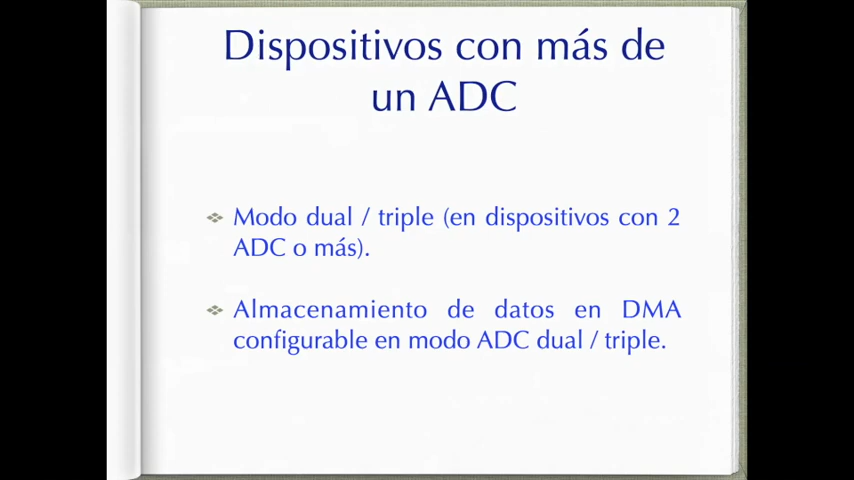 Dispositivos con más de
un ADC
Modo dual / triple (en dispositivos con 2
ADC o más).
Almacenamiento de datos en DMA
configurable en modo ADC dual / triple.